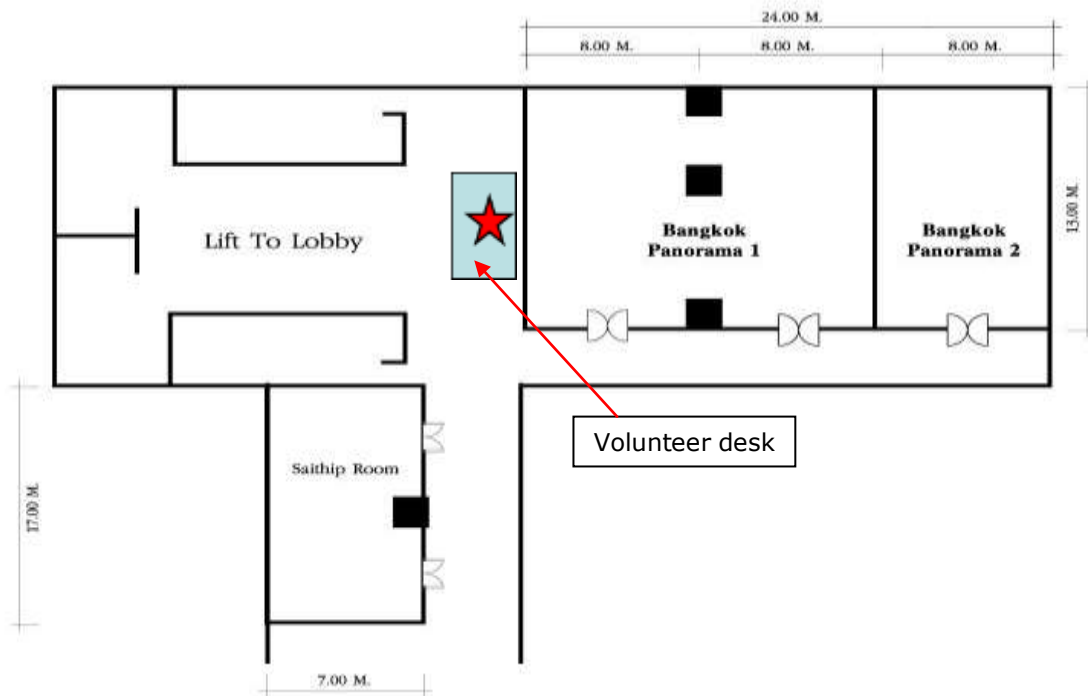 24.00 M.
8.00 M.
8.00 M.
8.00 M.
13.00 M.
Lift To Lobby
Bangkok
Panorama 1
Bangkok
Panorama 2
Volunteer desk
Saithip Room
17.00 M.
7.00 M.